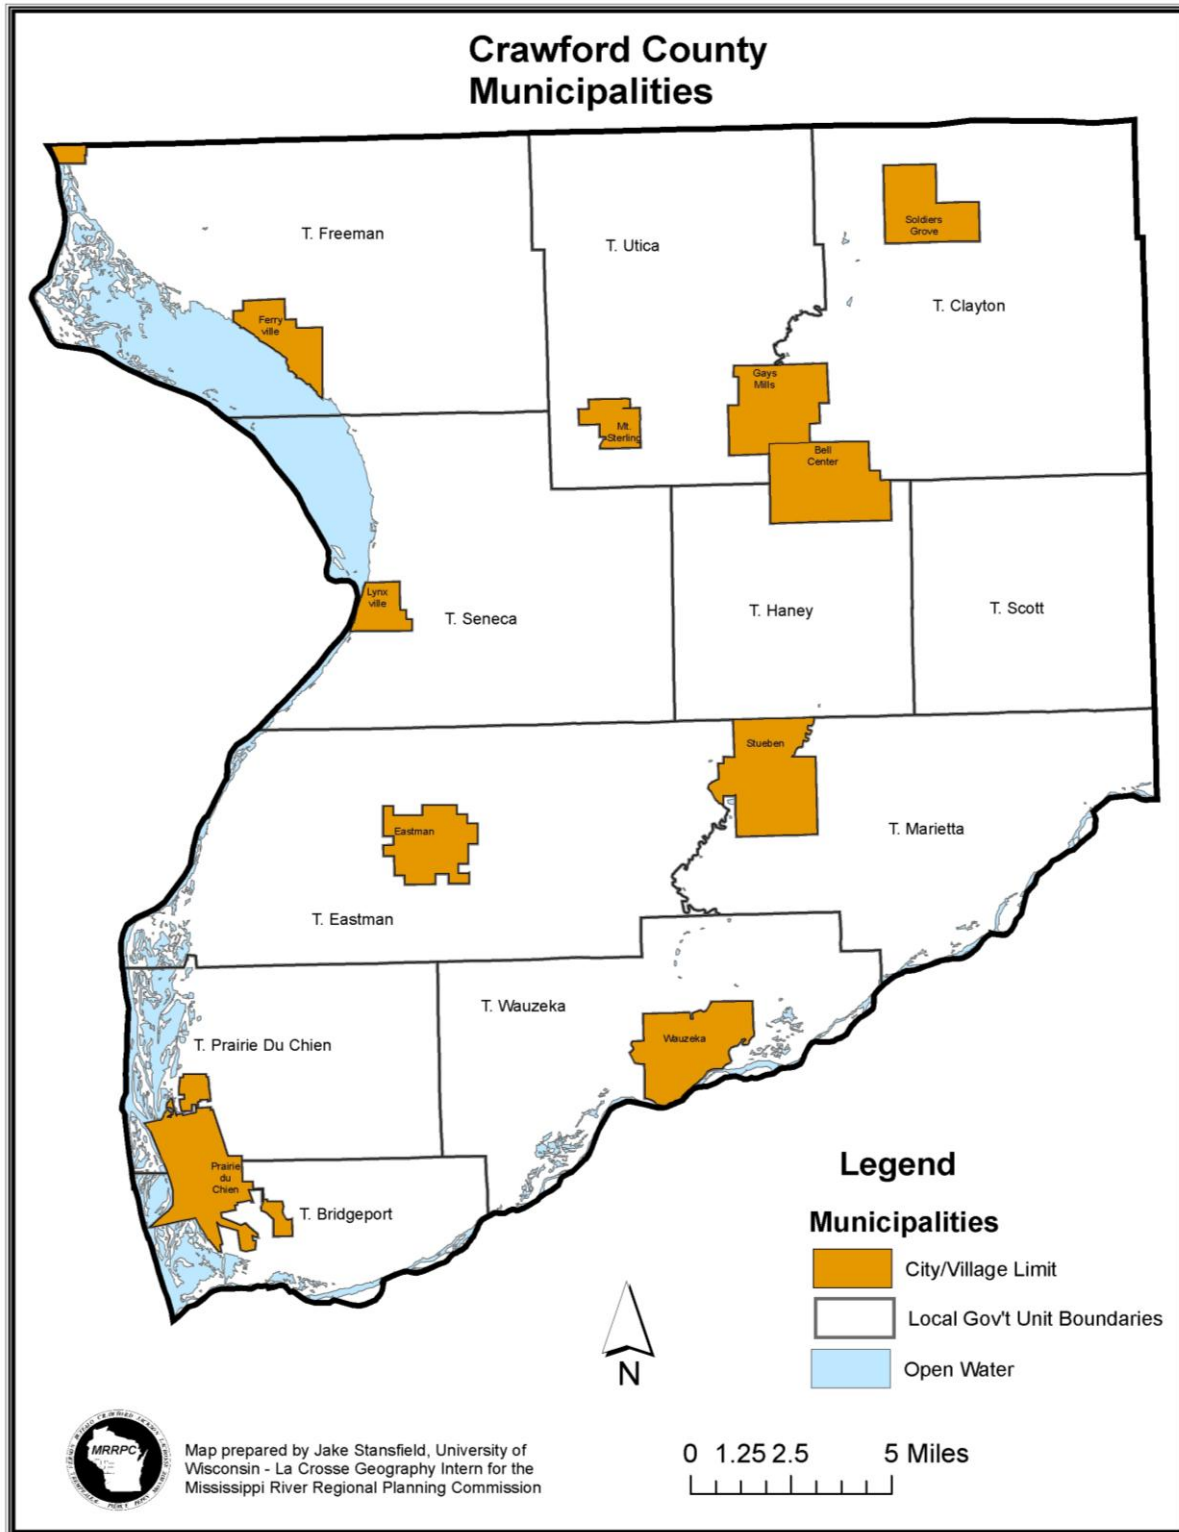 Crawford County
Municipalities
T. Freeman
T. Utica
Soldiers
Grove
T. Clayton
Ferry
ville
Gays
Mills
Mt.
Sterling
Bell
Center
Lynx
ville
T. Seneca
T. Haney
T. Scott
Stueben
Eastman
T. Marietta
T. Eastman
T. Wauzeka
Wauzeka
T. Prairie Du Chien
Prairie
du
Chien
T. Bridgeport
Legend
Municipalities
City/Village Limit
Local Gov't Unit Boundaries
Open Water
N
MRRPC
Map prepared by Jake Stansfield, University of
Wisconsin - La Crosse Geography Intern for the
Mississippi River Regional Planning Commission
0 1.25 2.5 5 Miles